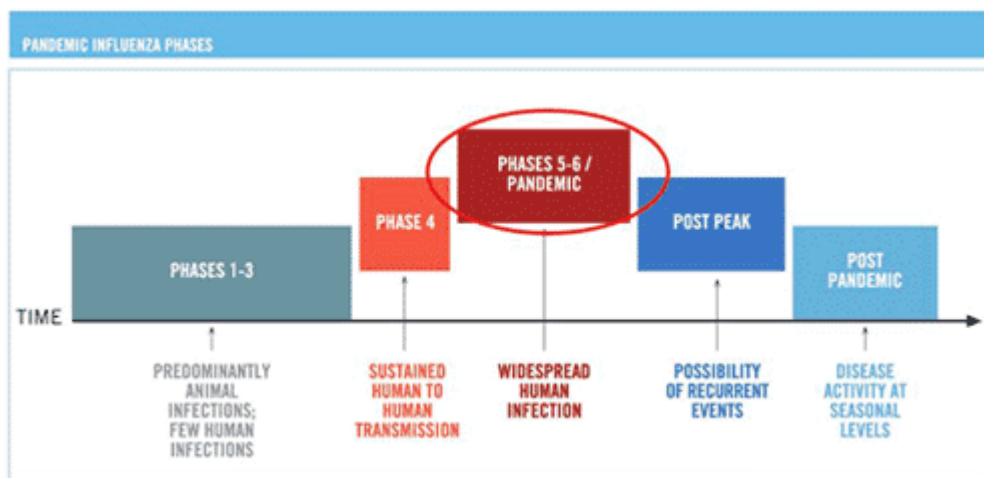 PANDEMIC INFLUENZA PHASES
PHASES 5-6 /
PANDEMIC
PHASE 4
POST PEAK
PHASES 1-3
POST
PANDEMIC
TIME
PREDOMINANTLY
ANIMAL
INFECTIONS;
FEW HUMAN
INFECTIONS
SUSTAINED
HUMAN TO
HUMAN
TRANSMISSION
WIDESPREAD
HUMAN
INFECTION
POSSIBILITY
OF RECURRENT
EVENTS
DISEASE
ACTIVITY AT
SEASONAL
LEVELS